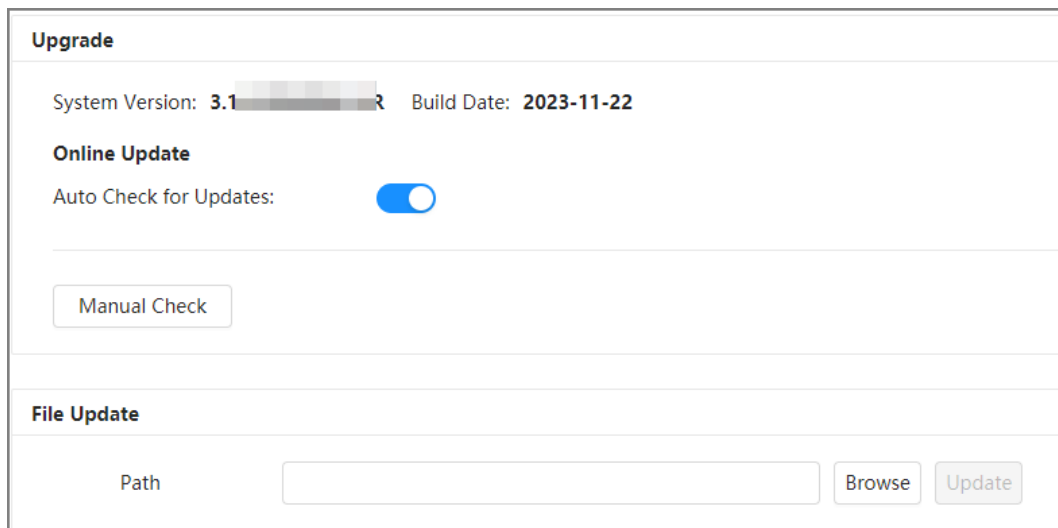 Upgrade
System Version: 3.1 R Build Date: 2023-11-22
Online Update
Auto Check for Updates:
Manual Check
File Update
Path Browse Update